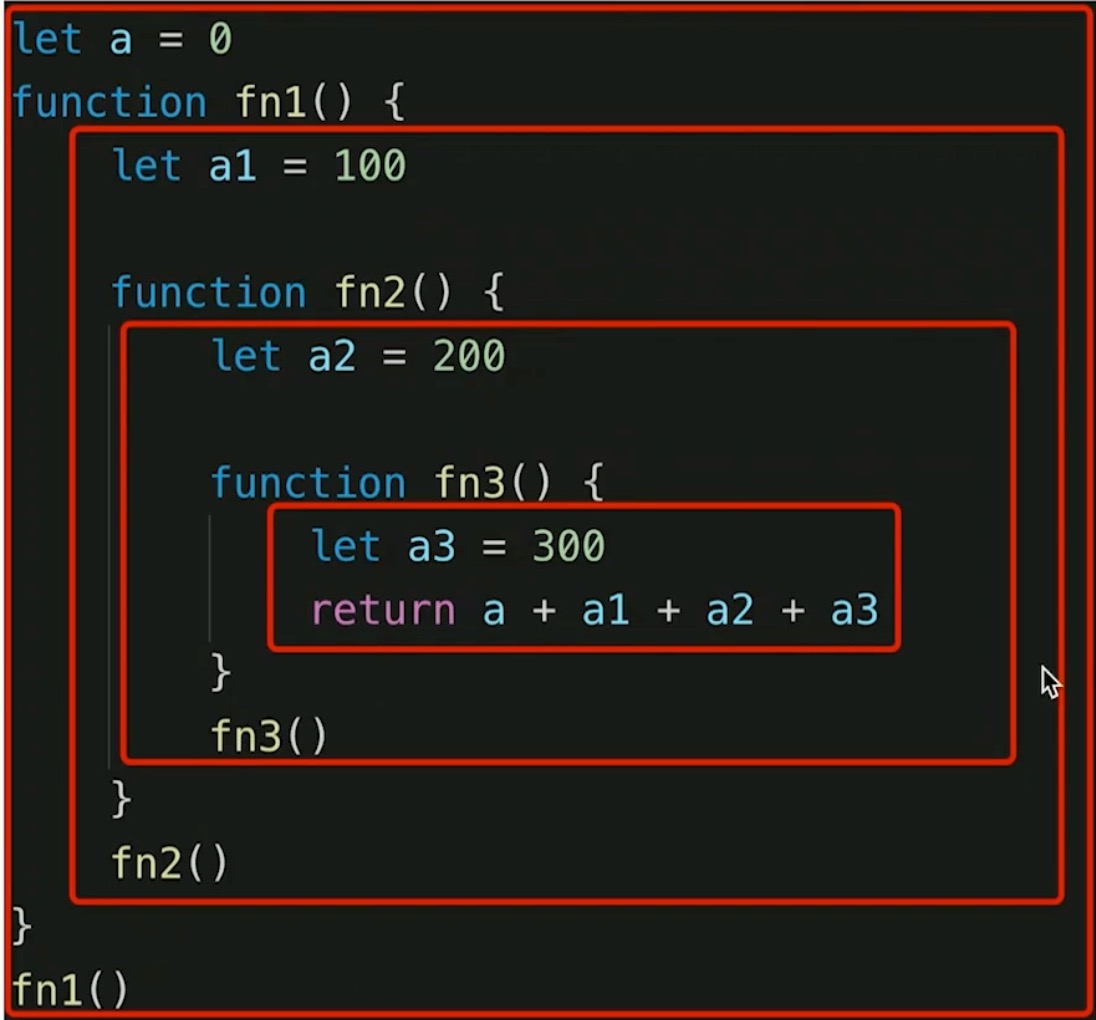 let a = 0
function fn1() {
    let a1 = 100
    function fn2() {
        let a2 = 200
        function fn3() {
            let a3 = 300
            return a + a1 + a2 + a3
        }
        fn3()
    }
    fn2()
}
fn1()